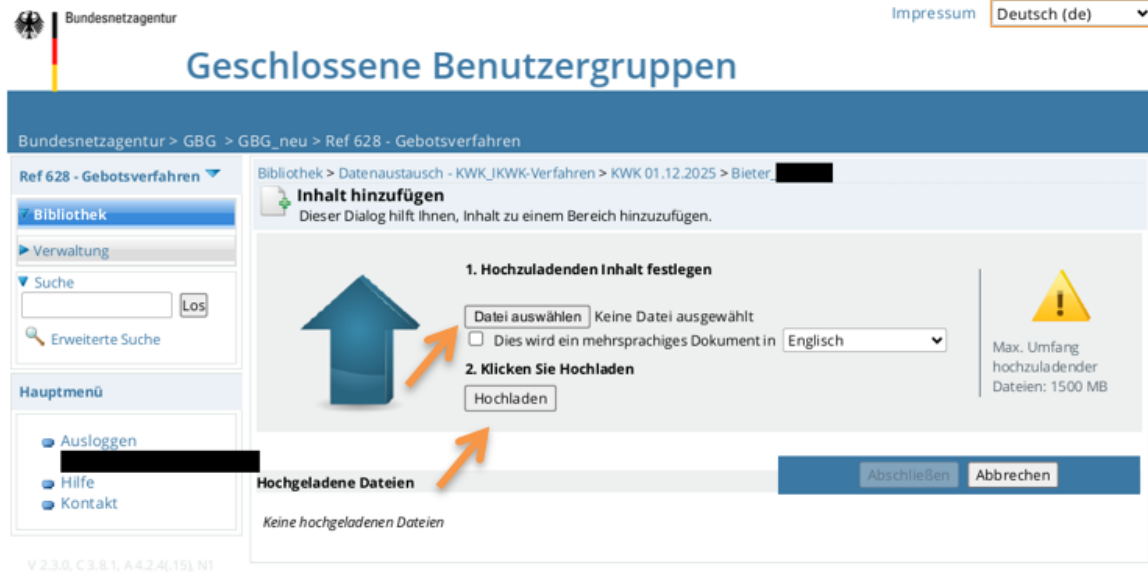 Bundesnetzagentur
Impressum
Deutsch (de)
Geschlossene Benutzergruppen
Bundesnetzagentur > GBG > GBG_neu > Ref 628 - Gebotsverfahren
Ref 628 - Gebotsverfahren
Bibliothek
Verwaltung
Suche
Los
Erweiterte Suche
Hauptmenü
Ausloggen
Hilfe
Kontakt
V 2.3.0, C 3.8.1, A 4.2.4(.15), N1
Bibliothek > Datenaustausch - KWK_IKWK-Verfahren > KWK 01.12.2025 > Bieter_
Inhalt hinzufügen
Dieser Dialog hilft Ihnen, Inhalt zu einem Bereich hinzuzufügen.
1. Hochzuladenden Inhalt festlegen
Datei auswählen Keine Datei ausgewählt
Dies wird ein mehrsprachiges Dokument in Englisch
2. Klicken Sie Hochladen
Hochladen
Max. Umfang
hochzuladender
Dateien: 1500 MB
Abschließen Abbrechen
Hochgeladene Dateien
Keine hochgeladenen Dateien